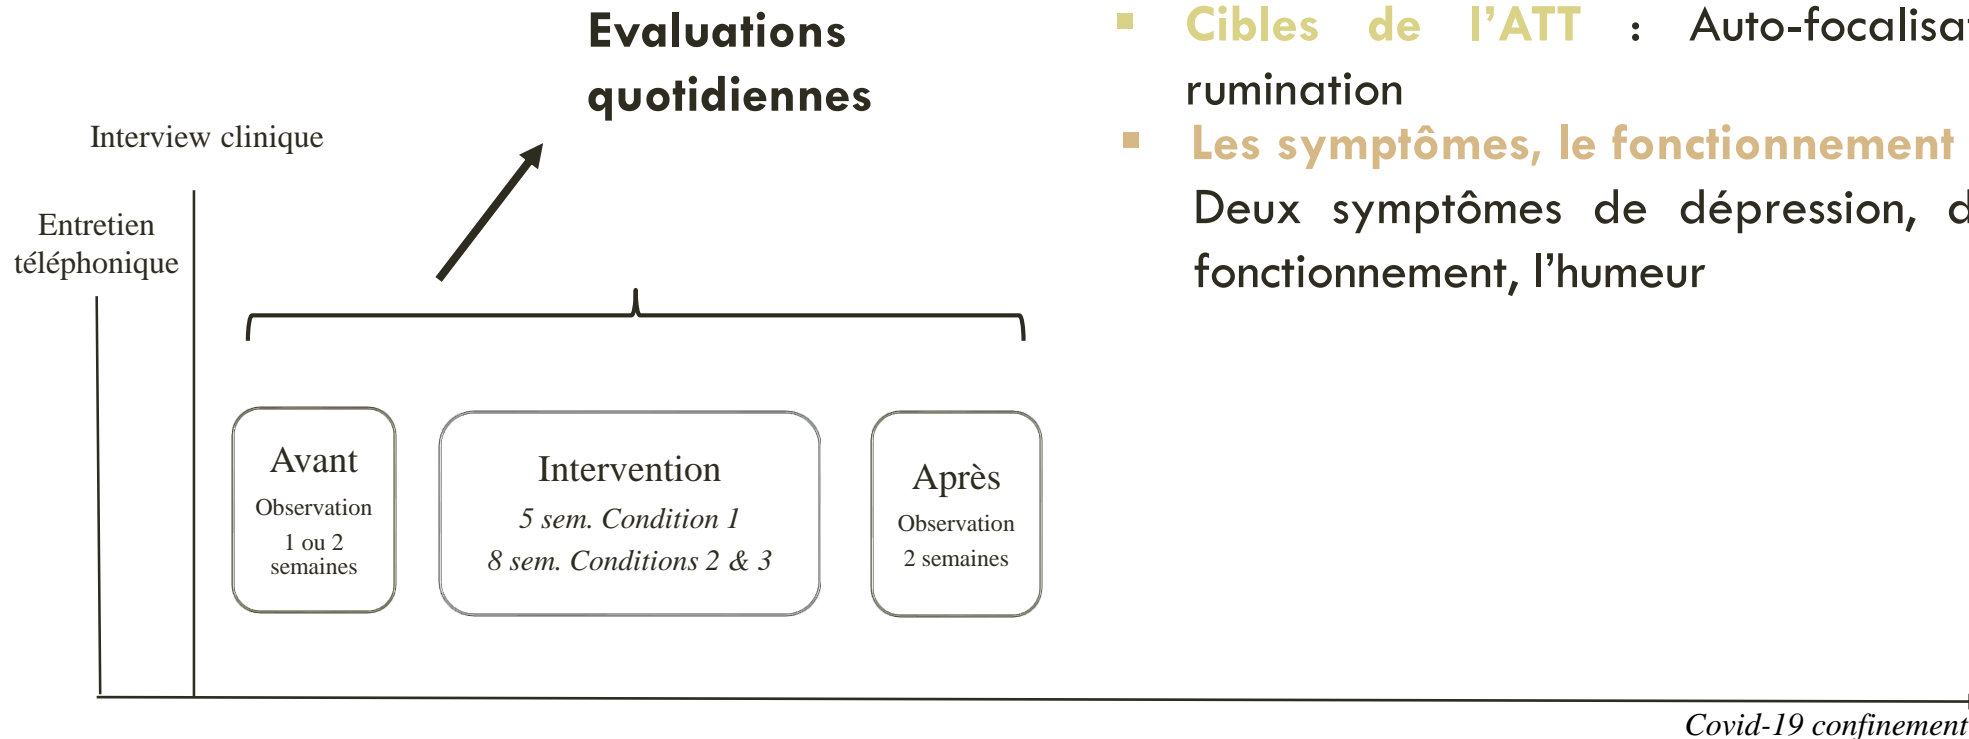 Evaluations
quotidiennes
Interview clinique
Entretien
téléphonique
Avant
Observation
1 ou 2
semaines
Intervention
5 sem. Condition 1
8 sem. Conditions 2 & 3
Après
Observation
2 semaines
Cibles de l’ATT : 
rumination
Les symptômes, le fonctionnement
Deux symptômes de dépression,
fonctionnement, l’humeur
Covid-19 confinement